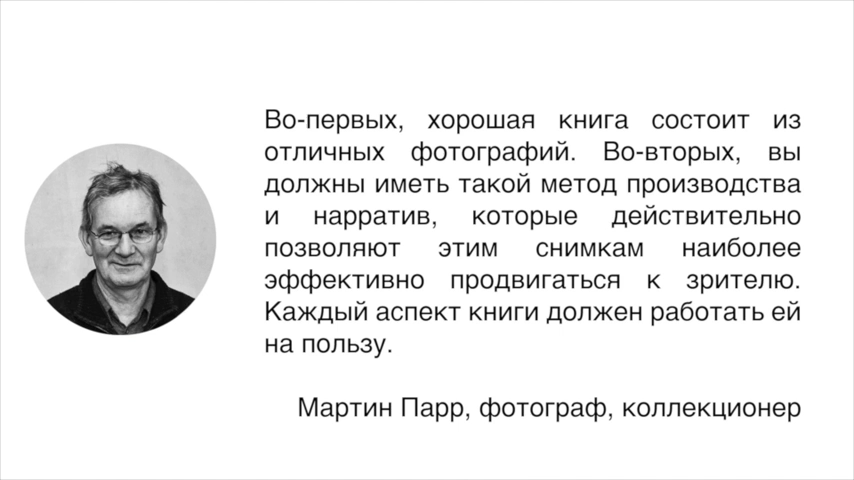 Во-первых, хорошая книга состоит из
отличных фотографий. Во-вторых, вы
должны иметь такой метод производства
и нарратив, которые действительно
позволяют этим снимкам наиболее
эффективно продвигаться к зрителю.
Каждый аспект книги должен работать ей
на пользу.
Мартин Парр, фотограф, коллекционер